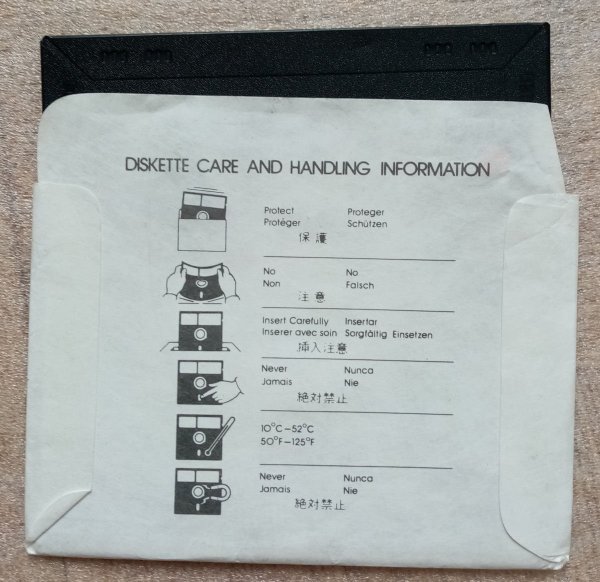 DISKETTE CARE AND HANDLING INFORMATION
Protect Proteger
Protéger Schützen
保護
No No
Non Falsch
注意
Insert Carefully Insertar
Inserer avec soin Sorgfältig Einsetzen
挿入注意
Never Nunca
Jamais Nie
絶対禁止
10°C–52°C
50°F–125°F
Never Nunca
Jamais Nie
絶対禁止